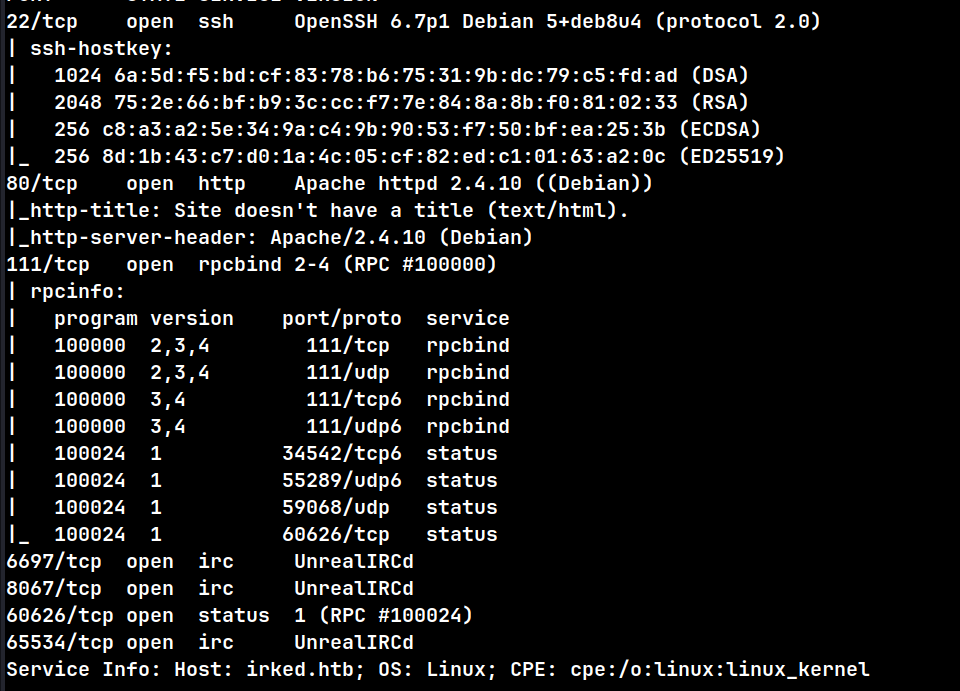 22/tcp    open  ssh     OpenSSH 6.7p1 Debian 5+deb8u4 (protocol 2.0)
| ssh-hostkey:
|   1024 6a:5d:f5:bd:cf:83:78:b6:75:31:9b:dc:79:c5:fd:ad (DSA)
|   2048 75:2e:66:bf:b9:3c:cc:f7:7e:84:8a:8b:f0:81:02:33 (RSA)
|   256 c8:a3:a2:5e:34:9a:c4:9b:90:53:f7:50:bf:ea:25:3b (ECDSA)
|_  256 8d:1b:43:c7:d0:1a:4c:05:cf:82:ed:c1:01:63:a2:0c (ED25519)
80/tcp    open  http    Apache httpd 2.4.10 ((Debian))
|_http-title: Site doesn't have a title (text/html).
|_http-server-header: Apache/2.4.10 (Debian)
111/tcp   open  rpcbind 2-4 (RPC #100000)
| rpcinfo:
|   program version    port/proto  service
|   100000  2,3,4        111/tcp   rpcbind
|   100000  2,3,4        111/udp   rpcbind
|   100000  3,4          111/tcp6  rpcbind
|   100000  3,4          111/udp6  rpcbind
|   100024  1          34542/tcp6  status
|   100024  1          55289/udp6  status
|   100024  1          59068/udp   status
|_  100024  1          60626/tcp   status
6697/tcp  open  irc     UnrealIRCd
8067/tcp  open  irc     UnrealIRCd
60626/tcp open  status  1 (RPC #100024)
65534/tcp open  irc     UnrealIRCd
Service Info: Host: irked.htb; OS: Linux; CPE: cpe:/o:linux:linux_kernel